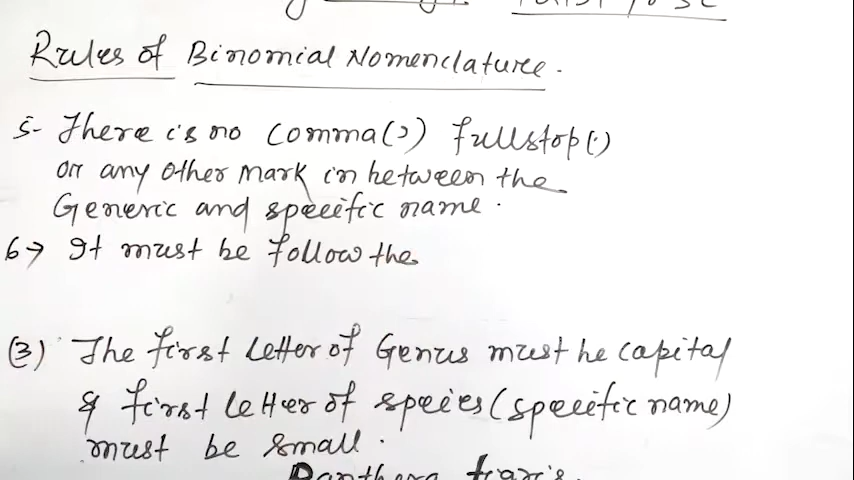 Rules of Binomial Nomenclature.
5- There is no comma(,) fullstop(.)
or any other mark in between the
Generic and specific name.
6→ It must be follow the
(3) The first letter of Genus must be capital
& first letter of species (specific name)
must be small.
Panthera